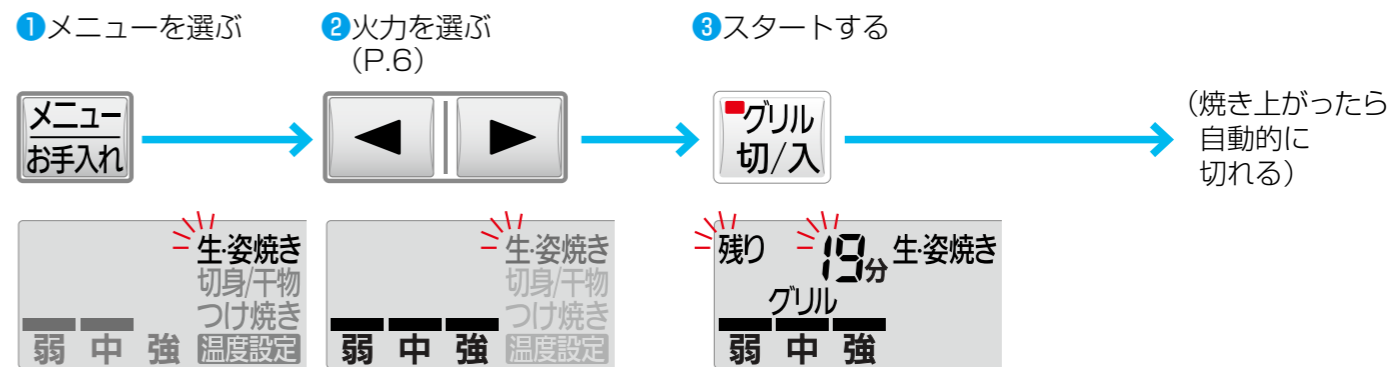 ❶メニューを選ぶ
❷火力を選ぶ
（P.6）
❸スタートする
メニュー
お手入れ
◀ ▶
グリル
切/入
（焼き上がったら
自動的に
切れる）
生・姿焼き
切身/干物
つけ焼き
弱 中 強 温度設定
生・姿焼き
切身/干物
つけ焼き
弱 中 強 温度設定
残り 19分 生・姿焼き
グリル
弱 中 強